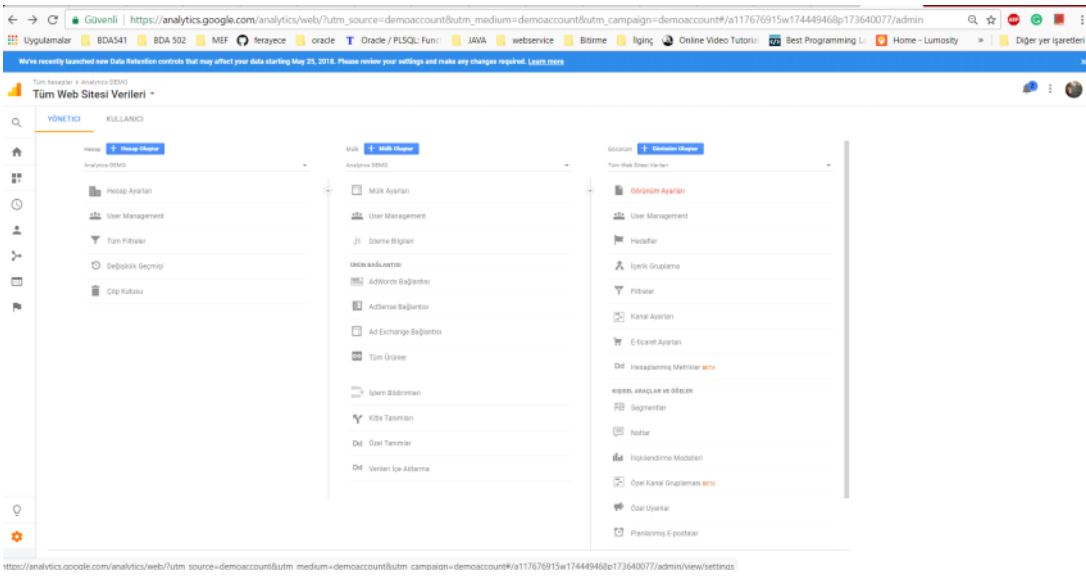 Güvenli | https://analytics.google.com/analytics/web/?utm_source=demoaccount&utm_medium=demoaccount&utm_campaign=demoaccount#/a117676915w174449468p173640077/admin
Uygulamalar BDA541 BDA 502 MEF ferayece oracle Oracle / PLSQL: Func JAVA webservice Bitirme İlginç Online Video Tutorial Best Programming La Home - Lumosity » Diğer yer işaretleri
We've recently launched new Data Retention controls that may affect your data starting May 25, 2018. Please review your settings and make any changes required. Learn more
Tüm hesaplar > Analytics DEMO
Tüm Web Sitesi Verileri
2
YÖNETİCİ KULLANICI
Hesap + Hesap Oluştur
Analytics DEMO
Hesap Ayarları
User Management
Tüm Filtreler
Değişiklik Geçmişi
Çöp Kutusu
Mülk + Mülk Oluştur
Analytics DEMO
Mülk Ayarları
User Management
.js İzleme Bilgileri
ÜRÜN BAĞLANTISI
AdWords Bağlantısı
AdSense Bağlantısı
Ad Exchange Bağlantısı
Tüm Ürünler
İşlem Bildirimleri
Kitle Tanımları
Dd Özel Tanımlar
Dd Verileri İçe Aktarma
Görünüm + Görünüm Oluştur
Tüm Web Sitesi Verileri
Görünüm Ayarları
User Management
Hedefler
İçerik Gruplama
Filtreler
Kanal Ayarları
E-ticaret Ayarları
Dd Hesaplanmış Metrikler BETA
KİŞİSEL ARAÇLAR VE ÖĞELER
Segmentler
Notlar
İlişkilendirme Modelleri
Özel Kanal Gruplaması BETA
Özel Uyarılar
Planlanmış E-postalar
https://analytics.google.com/analytics/web/?utm_source=demoaccount&utm_medium=demoaccount&utm_campaign=demoaccount#/a117676915w174449468p173640077/admin/view/settings